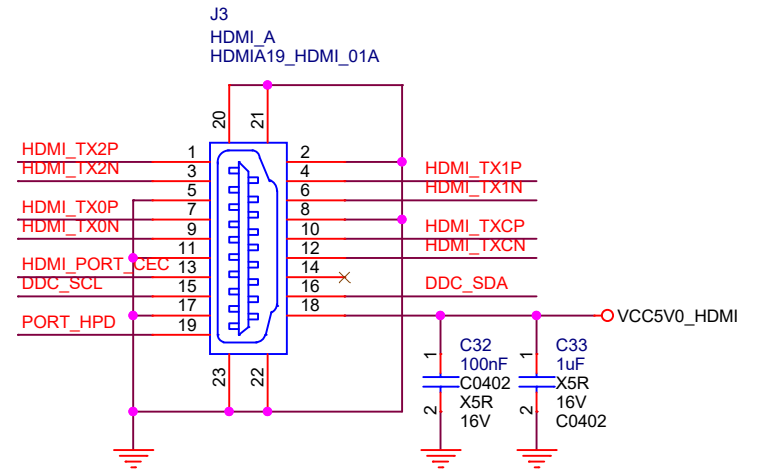 J3
HDMI_A
HDMIA19_HDMI_01A
20
21
HDMI_TX2P
1
2
HDMI_TX2N
3
4
HDMI_TX1P
5
6
HDMI_TX1N
HDMI_TX0P
7
8
HDMI_TX0N
9
10
HDMI_TXCP
11
12
HDMI_TXCN
HDMI_PORT_CEC
13
14
DDC_SCL
15
16
DDC_SDA
17
18
VCC5V0_HDMI
PORT_HPD
19
23
22
1
2
C32
100nF
C0402
X5R
16V
1
2
C33
1uF
X5R
16V
C0402